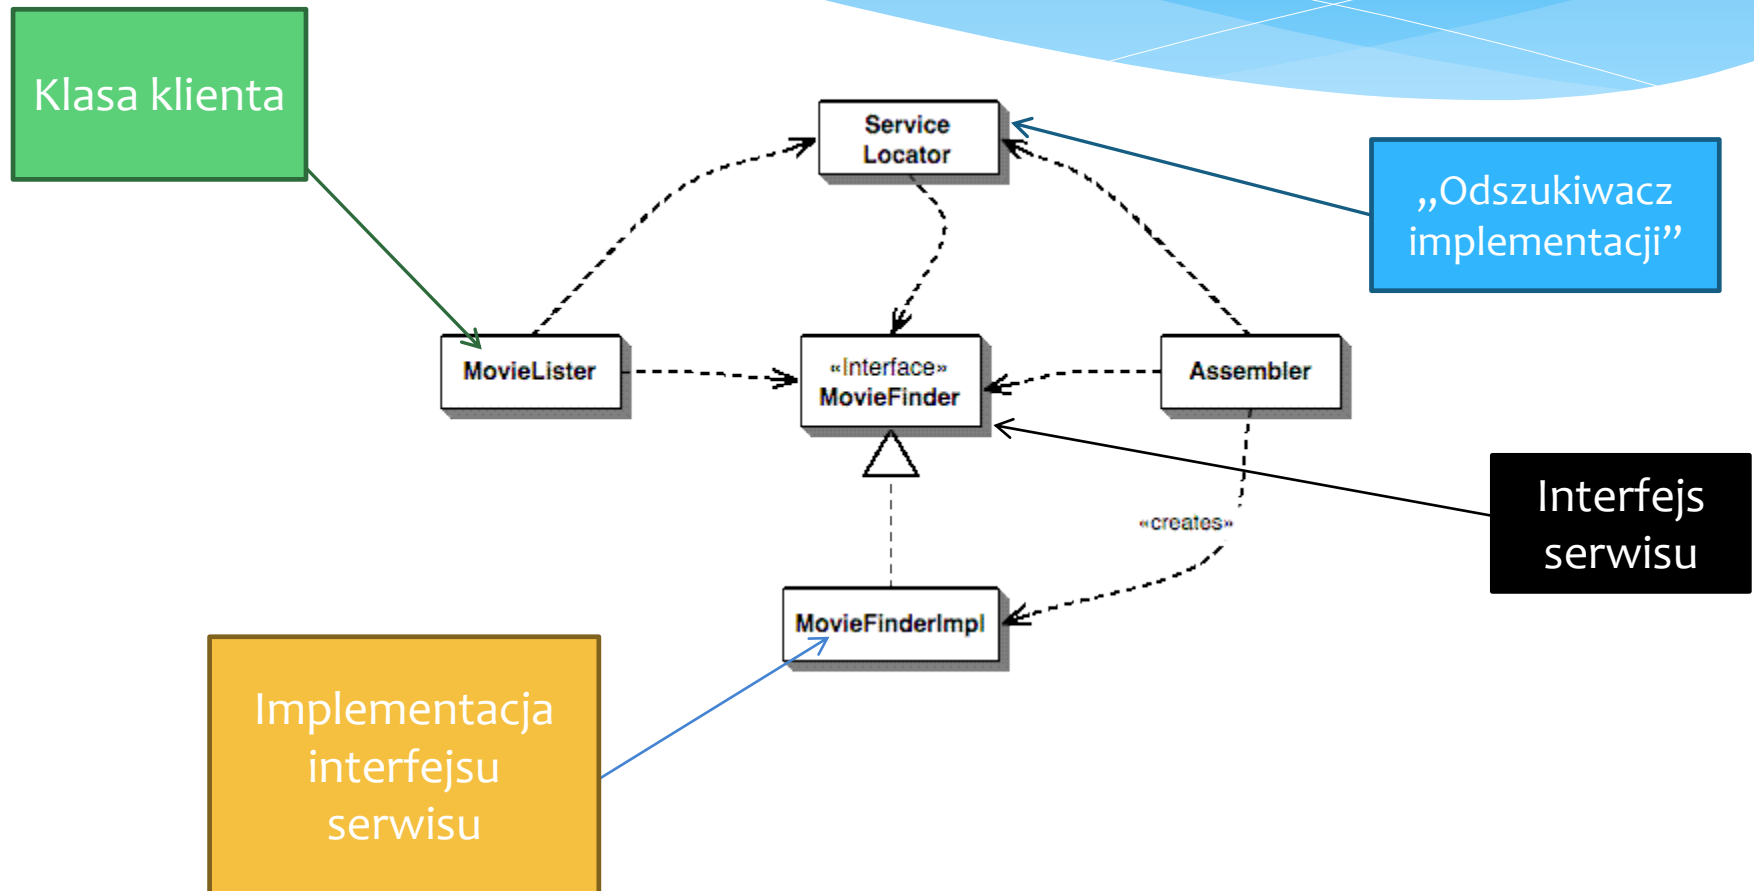 Klasa klienta
Service
Locator
„Odszukiwacz
implementacji”
MovieLister
«Interface»
MovieFinder
Assembler
Interfejs
serwisu
«creates»
MovieFinderImpl
Implementacja
interfejsu
serwisu